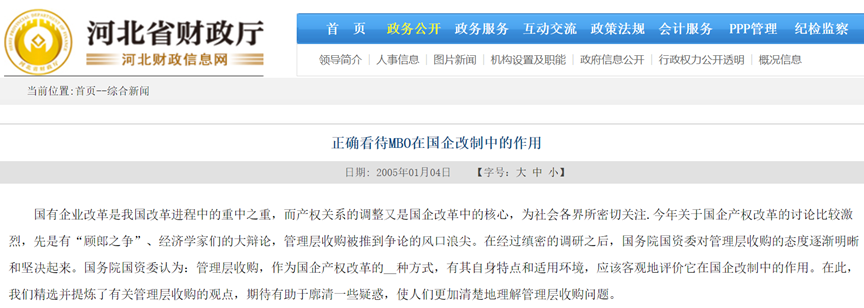 河北省财政厅
河北财政信息网
首 页 政务公开 政务服务 互动交流 政策法规 会计服务 PPP管理 纪检监察
领导简介 | 人事信息 | 图片新闻 | 机构设置及职能 | 政府信息公开 | 行政权力公开透明 | 概况信息
当前位置:首页--综合新闻
正确看待MBO在国企改制中的作用
日期: 2005年01月04日 【字号: 大 中 小】
国有企业改革是我国改革进程中的重中之重，而产权关系的调整又是国企改革中的核心，为社会各界所密切关注.今年关于国企产权改革的讨论比较激
烈，先是有“顾郎之争”、经济学家们的大辩论，管理层收购被推到争论的风口浪尖。在经过缜密的调研之后，国务院国资委对管理层收购的态度逐渐明晰
和坚决起来。国务院国资委认为：管理层收购，作为国企产权改革的__种方式，有其自身特点和适用环境，应该客观地评价它在国企改制中的作用。在此，
我们精选并提炼了有关管理层收购的观点，期待有助于廓清一些疑惑，使人们更加清楚地理解管理层收购问题。